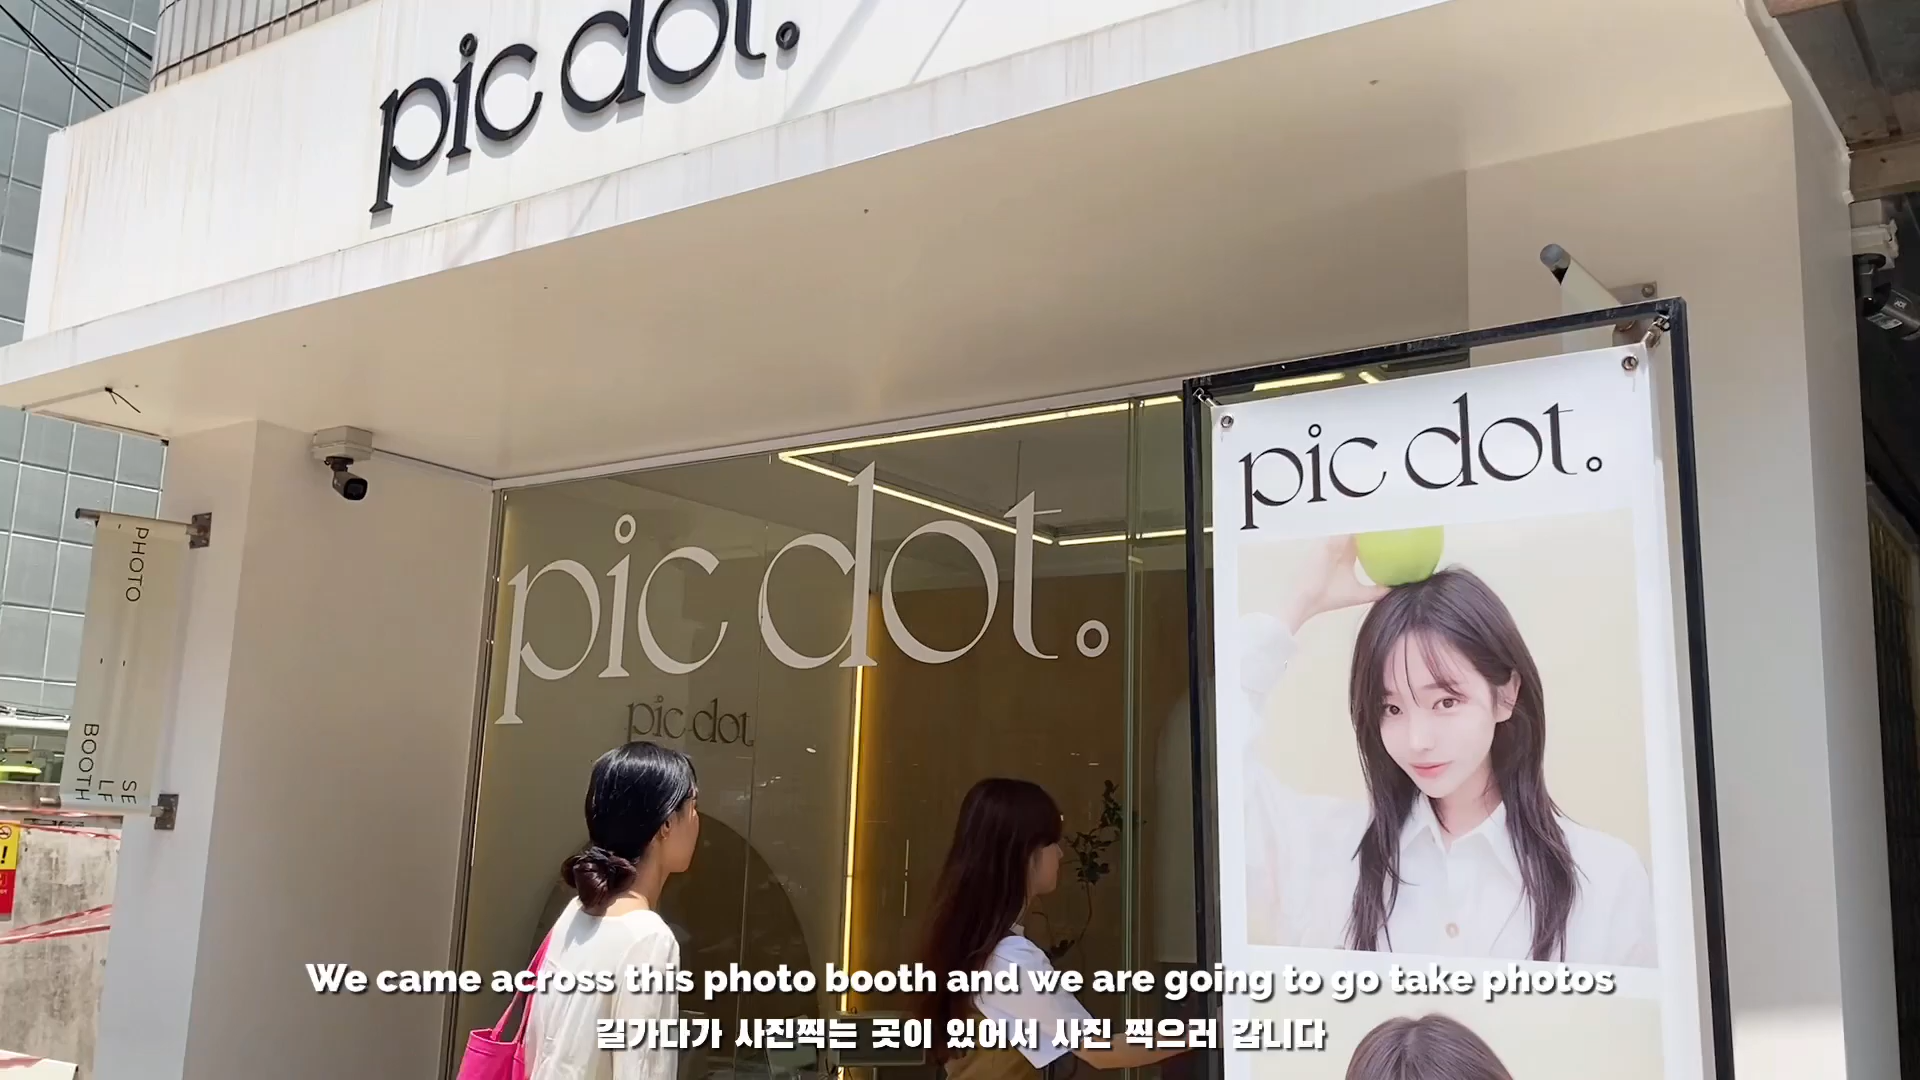 pic dot.
pic dot.
pic dot.
pic dot.
PHOTO
BOOTH
SE
LF
We came across this photo booth and we are going to go take photos
길가다가 사진찍는 곳이 있어서 사진 찍으러 갑니다